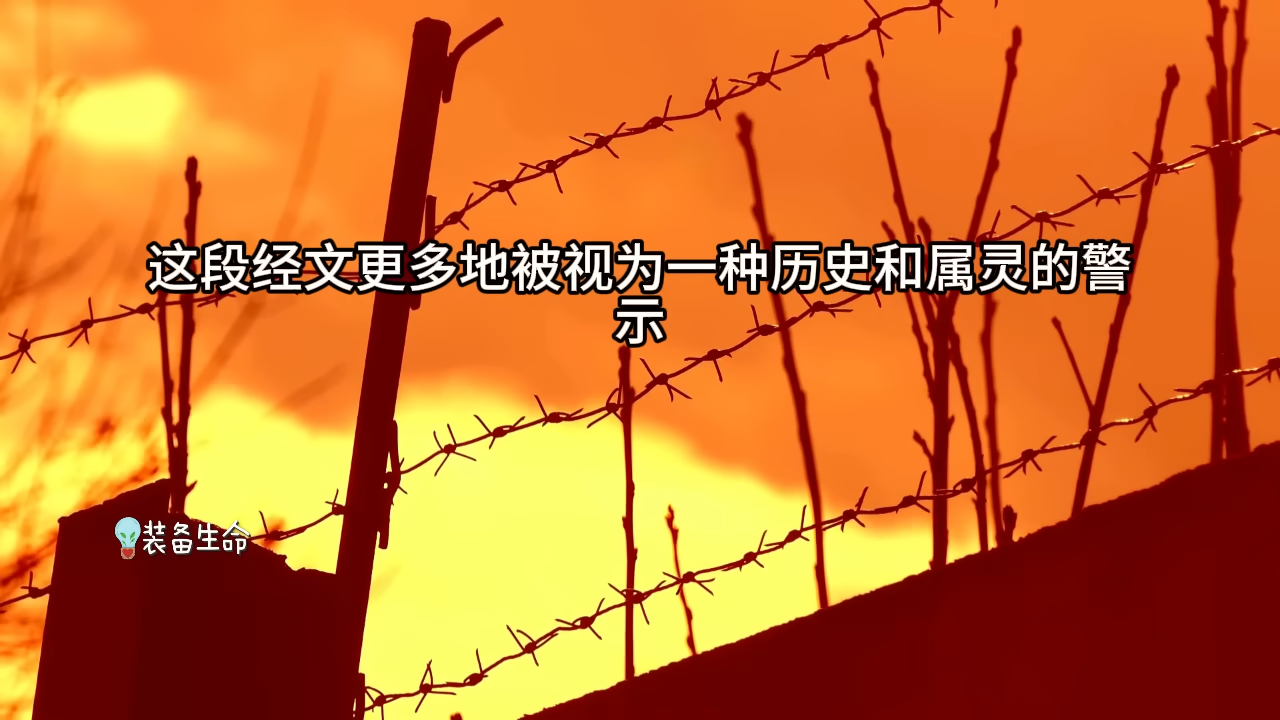 这段经文更多地被视为一种历史和属灵的警
示
装备生命